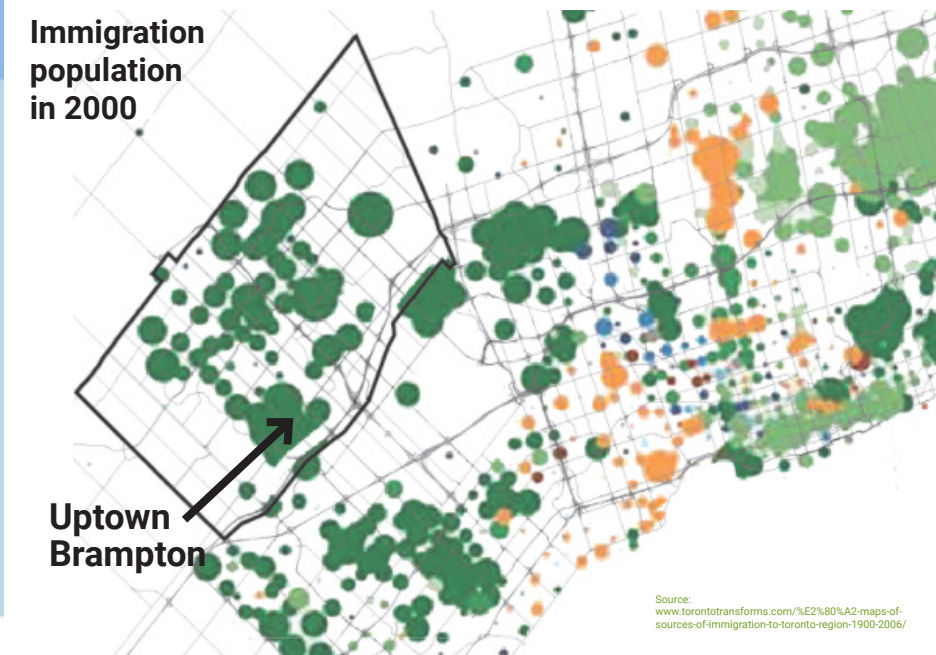 Immigration
population
in 2000
Uptown
Brampton
Source:
www.torontotransforms.com/%E2%80%A2-maps-of-
sources-of-immigration-to-toronto-region-1900-2006/